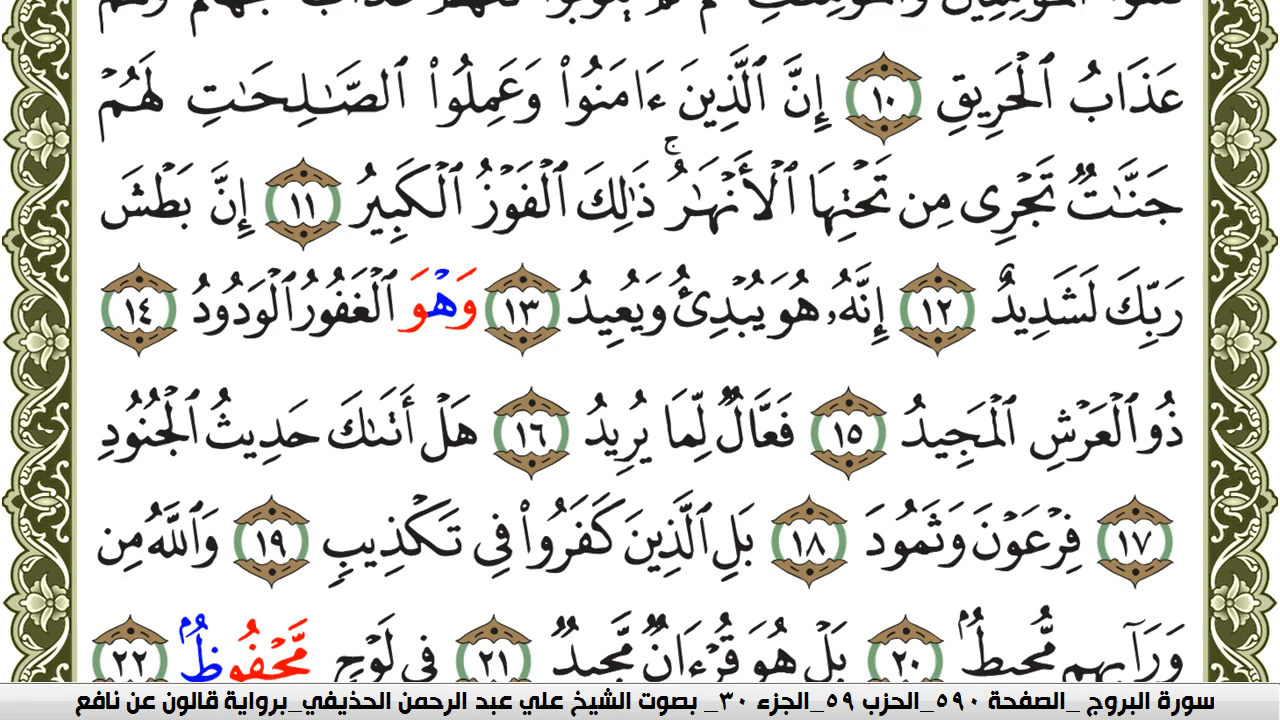 عَذَابُ ٱلْحَرِيقِ ١٠ إِنَّ ٱلَّذِينَ ءَامَنُواْ وَعَمِلُواْ ٱلصَّٰلِحَٰتِ لَهُمْ
جَنَّٰتٌ تَجْرِى مِن تَحْتِهَا ٱلْأَنْهَٰرُ ۚ ذَٰلِكَ ٱلْفَوْزُ ٱلْكَبِيرُ ١١ إِنَّ بَطْشَ
رَبِّكَ لَشَدِيدٌ ١٢ إِنَّهُۥ هُوَ يُبْدِئُ وَيُعِيدُ ١٣ وَهْوَ ٱلْغَفُورُ ٱلْوَدُودُ ١٤
ذُو ٱلْعَرْشِ ٱلْمَجِيدُ ١٥ فَعَّالٌ لِّمَا يُرِيدُ ١٦ هَلْ أَتَىٰكَ حَدِيثُ ٱلْجُنُودِ
١٧ فِرْعَوْنَ وَثَمُودَ ١٨ بَلِ ٱلَّذِينَ كَفَرُواْ فِى تَكْذِيبٍ ١٩ وَٱللَّهُ مِن
وَرَآئِهِم مُّحِيطٌۢ ٢٠ بَلْ هُوَ قُرْءَانٌ مَّجِيدٌ ٢١ فِى لَوْحٍ مَّحْفُوظٌۢ ٢٢
سورة البروج _الصفحة ٥٩٠_الحزب ٥٩_الجزء ٣٠_ بصوت الشيخ علي عبد الرحمن الحذيفي_برواية قالون عن نافع